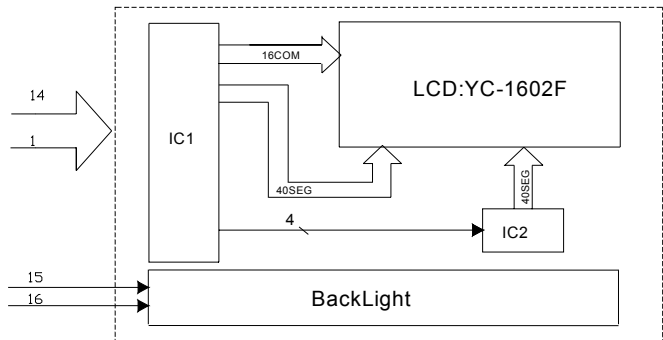 16COM
LCD:YC-1602F
14
IC1
1
40SEG
40SEG
4
IC2
15
16
BackLight